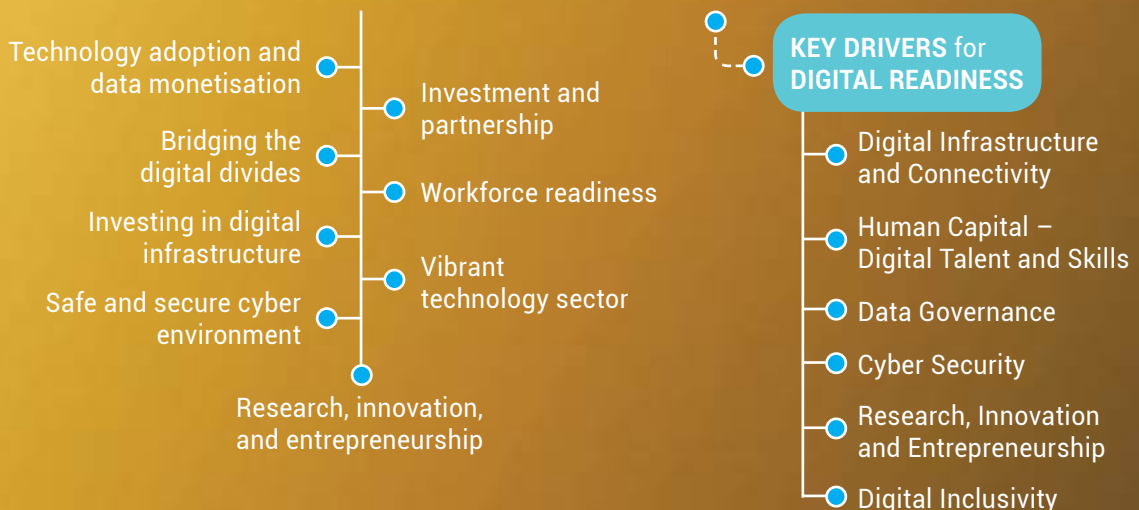 Technology adoption and
data monetisation
Investment and
partnership
Bridging the
digital divides
Workforce readiness
Investing in digital
infrastructure
Vibrant
technology sector
Safe and secure cyber
environment
Research, innovation,
and entrepreneurship
KEY DRIVERS for
DIGITAL READINESS
Digital Infrastructure
and Connectivity
Human Capital –
Digital Talent and Skills
Data Governance
Cyber Security
Research, Innovation
and Entrepreneurship
Digital Inclusivity